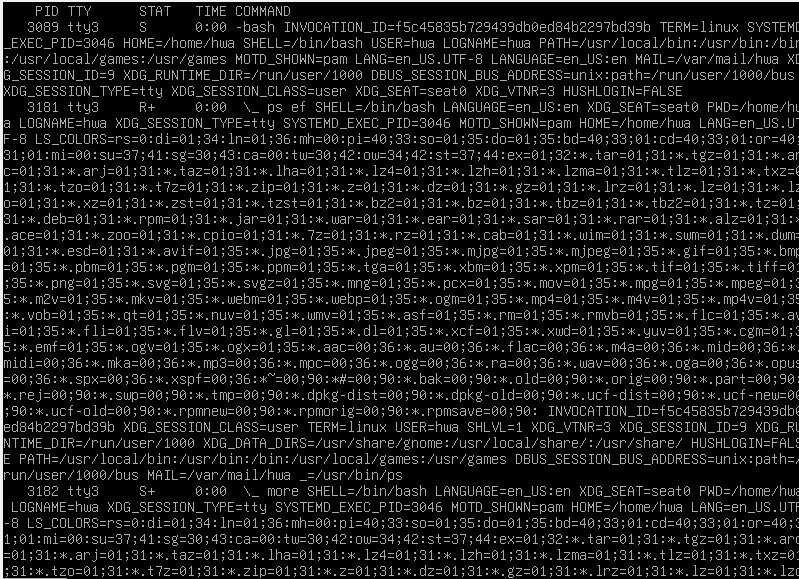 PID TTY      STAT   TIME COMMAND
   3089 tty3     S      0:00 -bash INVOCATION_ID=f5c45835b729439db0ed84b2297bd39b TERM=linux SYSTEMD
_EXEC_PID=3046 HOME=/home/hwa SHELL=/bin/bash USER=hwa LOGNAME=hwa PATH=/usr/local/bin:/usr/bin:/bin
:/usr/local/games:/usr/games MOTD_SHOWN=pam LANG=en_US.UTF-8 LANGUAGE=en_US:en MAIL=/var/mail/hwa XD
G_SESSION_ID=9 XDG_RUNTIME_DIR=/run/user/1000 DBUS_SESSION_BUS_ADDRESS=unix:path=/run/user/1000/bus
XDG_SESSION_TYPE=tty XDG_SESSION_CLASS=user XDG_SEAT=seat0 XDG_VTNR=3 HUSHLOGIN=FALSE
   3181 tty3     R+     0:00  \_ ps ef SHELL=/bin/bash LANGUAGE=en_US:en XDG_SEAT=seat0 PWD=/home/hw
a LOGNAME=hwa XDG_SESSION_TYPE=tty SYSTEMD_EXEC_PID=3046 MOTD_SHOWN=pam HOME=/home/hwa LANG=en_US.UT
F-8 LS_COLORS=rs=0:di=01;34:ln=01;36:mh=00:pi=40;33:so=01;35:do=01;35:bd=40;33;01:cd=40;33;01:or=40;
31;01:mi=00:su=37;41:sg=30;43:ca=00:tw=30;42:ow=34;42:st=37;44:ex=01;32:*.tar=01;31:*.tgz=01;31:*.ar
c=01;31:*.arj=01;31:*.taz=01;31:*.lha=01;31:*.lz4=01;31:*.lzh=01;31:*.lzma=01;31:*.tlz=01;31:*.txz=0
1;31:*.tzo=01;31:*.t7z=01;31:*.zip=01;31:*.z=01;31:*.dz=01;31:*.gz=01;31:*.lrz=01;31:*.lz=01;31:*.lz
o=01;31:*.xz=01;31:*.zst=01;31:*.tzst=01;31:*.bz2=01;31:*.bz=01;31:*.tbz=01;31:*.tbz2=01;31:*.tz=01;
31:*.deb=01;31:*.rpm=01;31:*.jar=01;31:*.war=01;31:*.ear=01;31:*.sar=01;31:*.rar=01;31:*.alz=01;31:*
.ace=01;31:*.zoo=01;31:*.cpio=01;31:*.7z=01;31:*.rz=01;31:*.cab=01;31:*.wim=01;31:*.swm=01;31:*.dwm=
01;31:*.esd=01;31:*.avif=01;35:*.jpg=01;35:*.jpeg=01;35:*.mjpg=01;35:*.mjpeg=01;35:*.gif=01;35:*.bmp
=01;35:*.pbm=01;35:*.pgm=01;35:*.ppm=01;35:*.tga=01;35:*.xbm=01;35:*.xpm=01;35:*.tif=01;35:*.tiff=01
;35:*.png=01;35:*.svg=01;35:*.svgz=01;35:*.mng=01;35:*.pcx=01;35:*.mov=01;35:*.mpg=01;35:*.mpeg=01;3
5:*.m2v=01;35:*.mkv=01;35:*.webm=01;35:*.webp=01;35:*.ogm=01;35:*.mp4=01;35:*.m4v=01;35:*.mp4v=01;35
:*.vob=01;35:*.qt=01;35:*.nuv=01;35:*.wmv=01;35:*.asf=01;35:*.rm=01;35:*.rmvb=01;35:*.flc=01;35:*.av
i=01;35:*.fli=01;35:*.flv=01;35:*.gl=01;35:*.dl=01;35:*.xcf=01;35:*.xwd=01;35:*.yuv=01;35:*.cgm=01;3
5:*.emf=01;35:*.ogv=01;35:*.ogx=01;35:*.aac=00;36:*.au=00;36:*.flac=00;36:*.m4a=00;36:*.mid=00;36:*.
midi=00;36:*.mka=00;36:*.mp3=00;36:*.mpc=00;36:*.ogg=00;36:*.ra=00;36:*.wav=00;36:*.oga=00;36:*.opus
=00;36:*.spx=00;36:*.xspf=00;36:*~=00;90:*#=00;90:*.bak=00;90:*.old=00;90:*.orig=00;90:*.part=00;90:
*.rej=00;90:*.swp=00;90:*.tmp=00;90:*.dpkg-dist=00;90:*.dpkg-old=00;90:*.ucf-dist=00;90:*.ucf-new=00
;90:*.ucf-old=00;90:*.rpmnew=00;90:*.rpmorig=00;90:*.rpmsave=00;90: INVOCATION_ID=f5c45835b729439db0
ed84b2297bd39b XDG_SESSION_CLASS=user TERM=linux USER=hwa SHLVL=1 XDG_VTNR=3 XDG_SESSION_ID=9 XDG_RU
NTIME_DIR=/run/user/1000 XDG_DATA_DIRS=/usr/share/gnome:/usr/local/share/:/usr/share/ HUSHLOGIN=FALS
E PATH=/usr/local/bin:/usr/bin:/bin:/usr/local/games:/usr/games DBUS_SESSION_BUS_ADDRESS=unix:path=/
run/user/1000/bus MAIL=/var/mail/hwa _=/usr/bin/ps
   3182 tty3     S+     0:00  \_ more SHELL=/bin/bash LANGUAGE=en_US:en XDG_SEAT=seat0 PWD=/home/hwa
LOGNAME=hwa XDG_SESSION_TYPE=tty SYSTEMD_EXEC_PID=3046 MOTD_SHOWN=pam HOME=/home/hwa LANG=en_US.UTF
-8 LS_COLORS=rs=0:di=01;34:ln=01;36:mh=00:pi=40;33:so=01;35:do=01;35:bd=40;33;01:cd=40;33;01:or=40;3
1;01:mi=00:su=37;41:sg=30;43:ca=00:tw=30;42:ow=34;42:st=37;44:ex=01;32:*.tar=01;31:*.tgz=01;31:*.arc
=01;31:*.arj=01;31:*.taz=01;31:*.lha=01;31:*.lz4=01;31:*.lzh=01;31:*.lzma=01;31:*.tlz=01;31:*.txz=01
;31:*.tzo=01;31:*.t7z=01;31:*.zip=01;31:*.z=01;31:*.dz=01;31:*.gz=01;31:*.lrz=01;31:*.lz=01;31:*.lzo